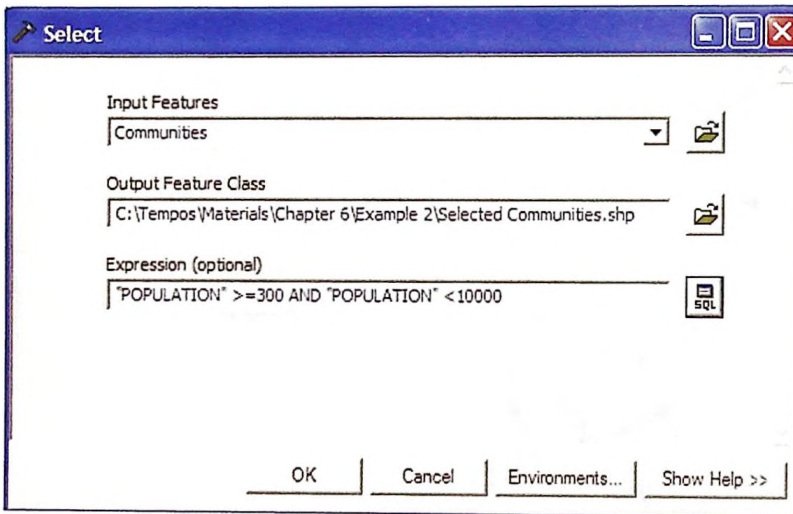 Select
Input Features
Communities
Output Feature Class
C:\Tempos\Materials\Chapter 6\Example 2\Selected Communities.shp
Expression (optional)
"POPULATION" >=300 AND "POPULATION" <10000
SQL
OK Cancel Environments... Show Help >>